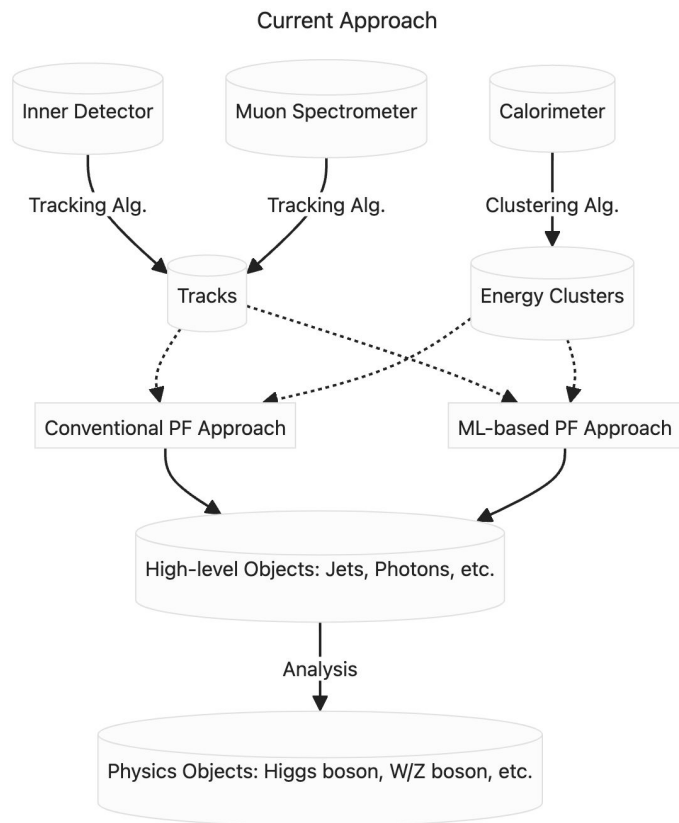 Current Approach
Inner Detector
Muon Spectrometer
Calorimeter
Tracking Alg.
Tracking Alg.
Clustering Alg.
Tracks
Energy Clusters
Conventional PF Approach
ML-based PF Approach
High-level Objects: Jets, Photons, etc.
Analysis
Physics Objects: Higgs boson, W/Z boson, etc.